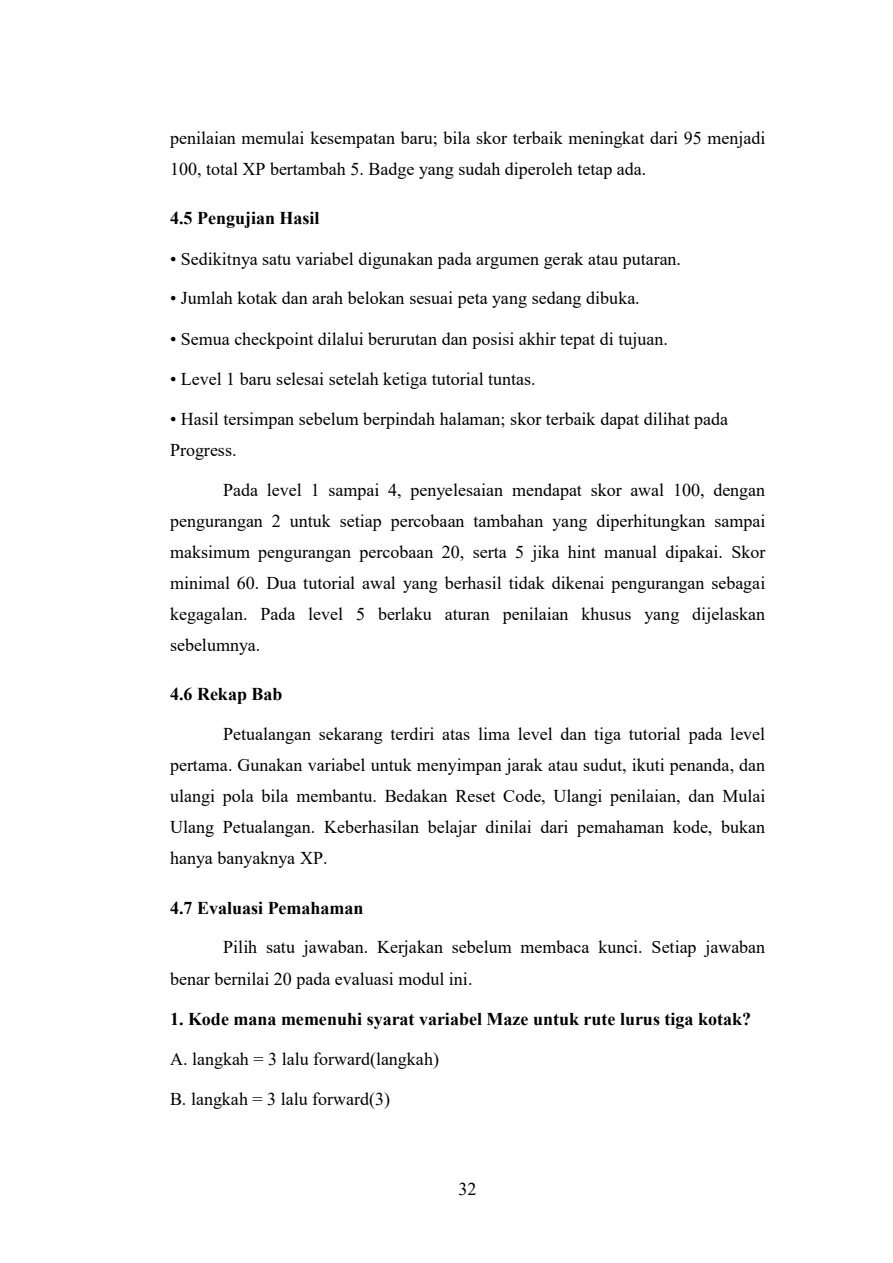 penilaian memulai kesempatan baru; bila skor terbaik meningkat dari 95 menjadi
100, total XP bertambah 5. Badge yang sudah diperoleh tetap ada.
4.5 Pengujian Hasil
• Sedikitnya satu variabel digunakan pada argumen gerak atau putaran.
• Jumlah kotak dan arah belokan sesuai peta yang sedang dibuka.
• Semua checkpoint dilalui berurutan dan posisi akhir tepat di tujuan.
• Level 1 baru selesai setelah ketiga tutorial tuntas.
• Hasil tersimpan sebelum berpindah halaman; skor terbaik dapat dilihat pada
Progress.
Pada level 1 sampai 4, penyelesaian mendapat skor awal 100, dengan
pengurangan 2 untuk setiap percobaan tambahan yang diperhitungkan sampai
maksimum pengurangan percobaan 20, serta 5 jika hint manual dipakai. Skor
minimal 60. Dua tutorial awal yang berhasil tidak dikenai pengurangan sebagai
kegagalan. Pada level 5 berlaku aturan penilaian khusus yang dijelaskan
sebelumnya.
4.6 Rekap Bab
Petualangan sekarang terdiri atas lima level dan tiga tutorial pada level
pertama. Gunakan variabel untuk menyimpan jarak atau sudut, ikuti penanda, dan
ulangi pola bila membantu. Bedakan Reset Code, Ulangi penilaian, dan Mulai
Ulang Petualangan. Keberhasilan belajar dinilai dari pemahaman kode, bukan
hanya banyaknya XP.
4.7 Evaluasi Pemahaman
Pilih satu jawaban. Kerjakan sebelum membaca kunci. Setiap jawaban
benar bernilai 20 pada evaluasi modul ini.
1. Kode mana memenuhi syarat variabel Maze untuk rute lurus tiga kotak?
A. langkah = 3 lalu forward(langkah)
B. langkah = 3 lalu forward(3)
32